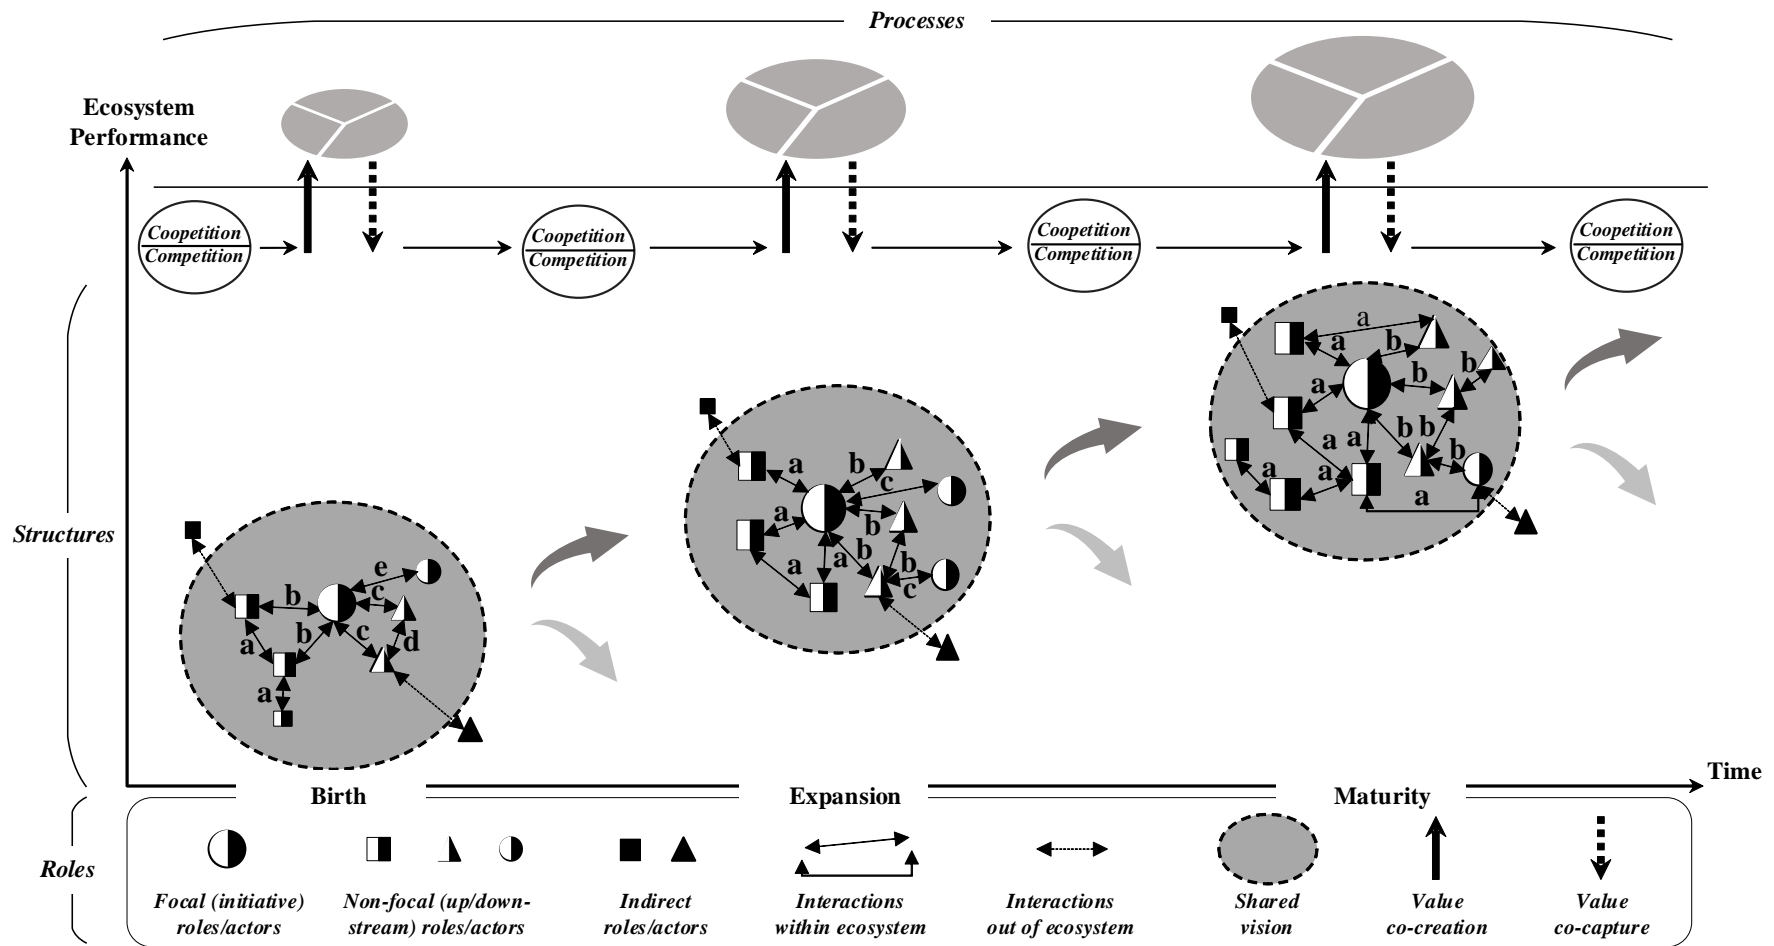 Processes
Ecosystem
Performance
Coopetition
Competition
Coopetition
Competition
Coopetition
Competition
Coopetition
Competition
Structures
b
e
c
a
b
c
d
a
a
b
c
a
b
a
a
b
b
c
a
a
b
b
a
b
a
a
b
b
b
a
a
a
Time
Birth
Expansion
Maturity
Roles
Focal (initiative)
roles/actors
Non-focal (up/down-
stream) roles/actors
Indirect
roles/actors
Interactions
within ecosystem
Interactions
out of ecosystem
Shared
vision
Value
co-creation
Value
co-capture